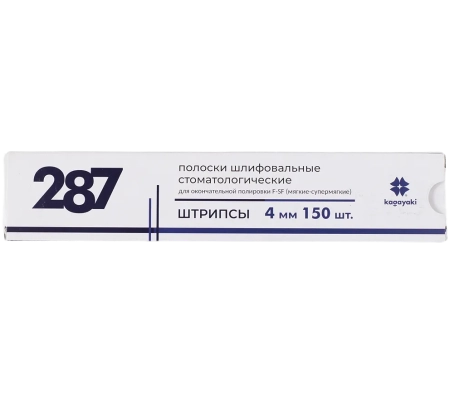 287
полоски шлифовальные
стоматологические
для окончательной полировки F-SF (мягкие-супермягкие)
ШТРИПСЫ 4 мм 150 шт.
kagayaki